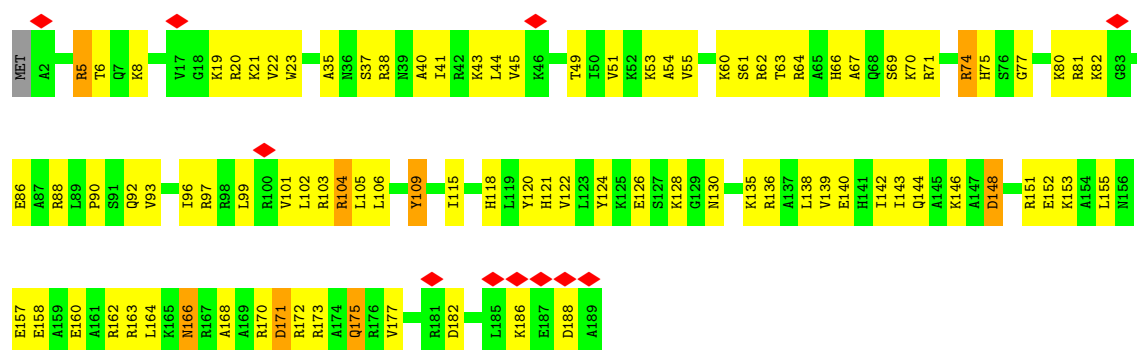 MET A2 R5 T6 Q7 K8 V17 G18 K19 R20 K21 V22 W23 A35 N36 S37 R38 N39 A40 I41 R42 K43 L44 V45 K46 T49 I50 V51 K52 K53 A54 V55 K60 S61 R62 T63 R64 A65 H66 A67 Q68 S69 K70 R71 R74 H75 S76 G77 K80 R81 K82 G83
E86 A87 R88 L89 P90 S91 Q92 V93 I96 R97 R98 L99 R100 V101 L102 R103 R104 L105 L106 Y109 I115 H118 L119 Y120 H121 V122 L123 Y124 K125 E126 S127 K128 G129 N130 K135 R136 A137 L138 V139 E140 H141 I142 I143 Q144 A145 K146 A147 D148 R151 E152 K153 A154 L155 N156
E157 E158 A159 E160 A161 R162 R163 L164 K165 N166 R167 A168 A169 R170 D171 R172 R173 A174 Q175 R176 V177 R181 D182 L185 K186 E187 D188 A189